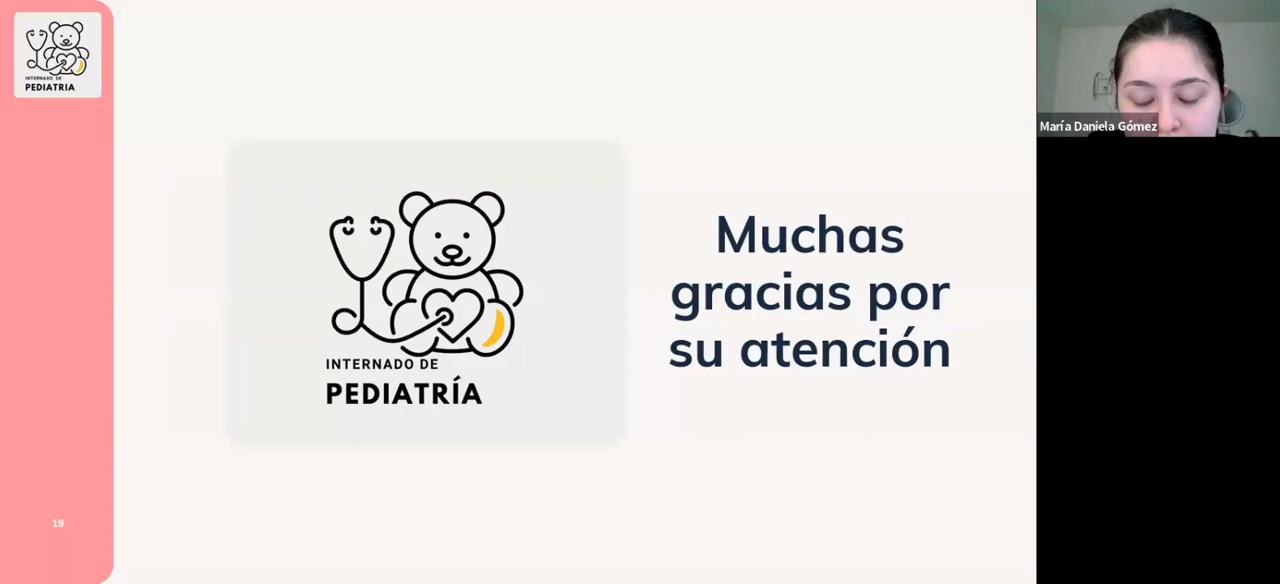 INTERNADO DE
PEDIATRIA
INTERNADO DE
PEDIATRÍA
Muchas
gracias por
su atención
María Daniela Gómez
19